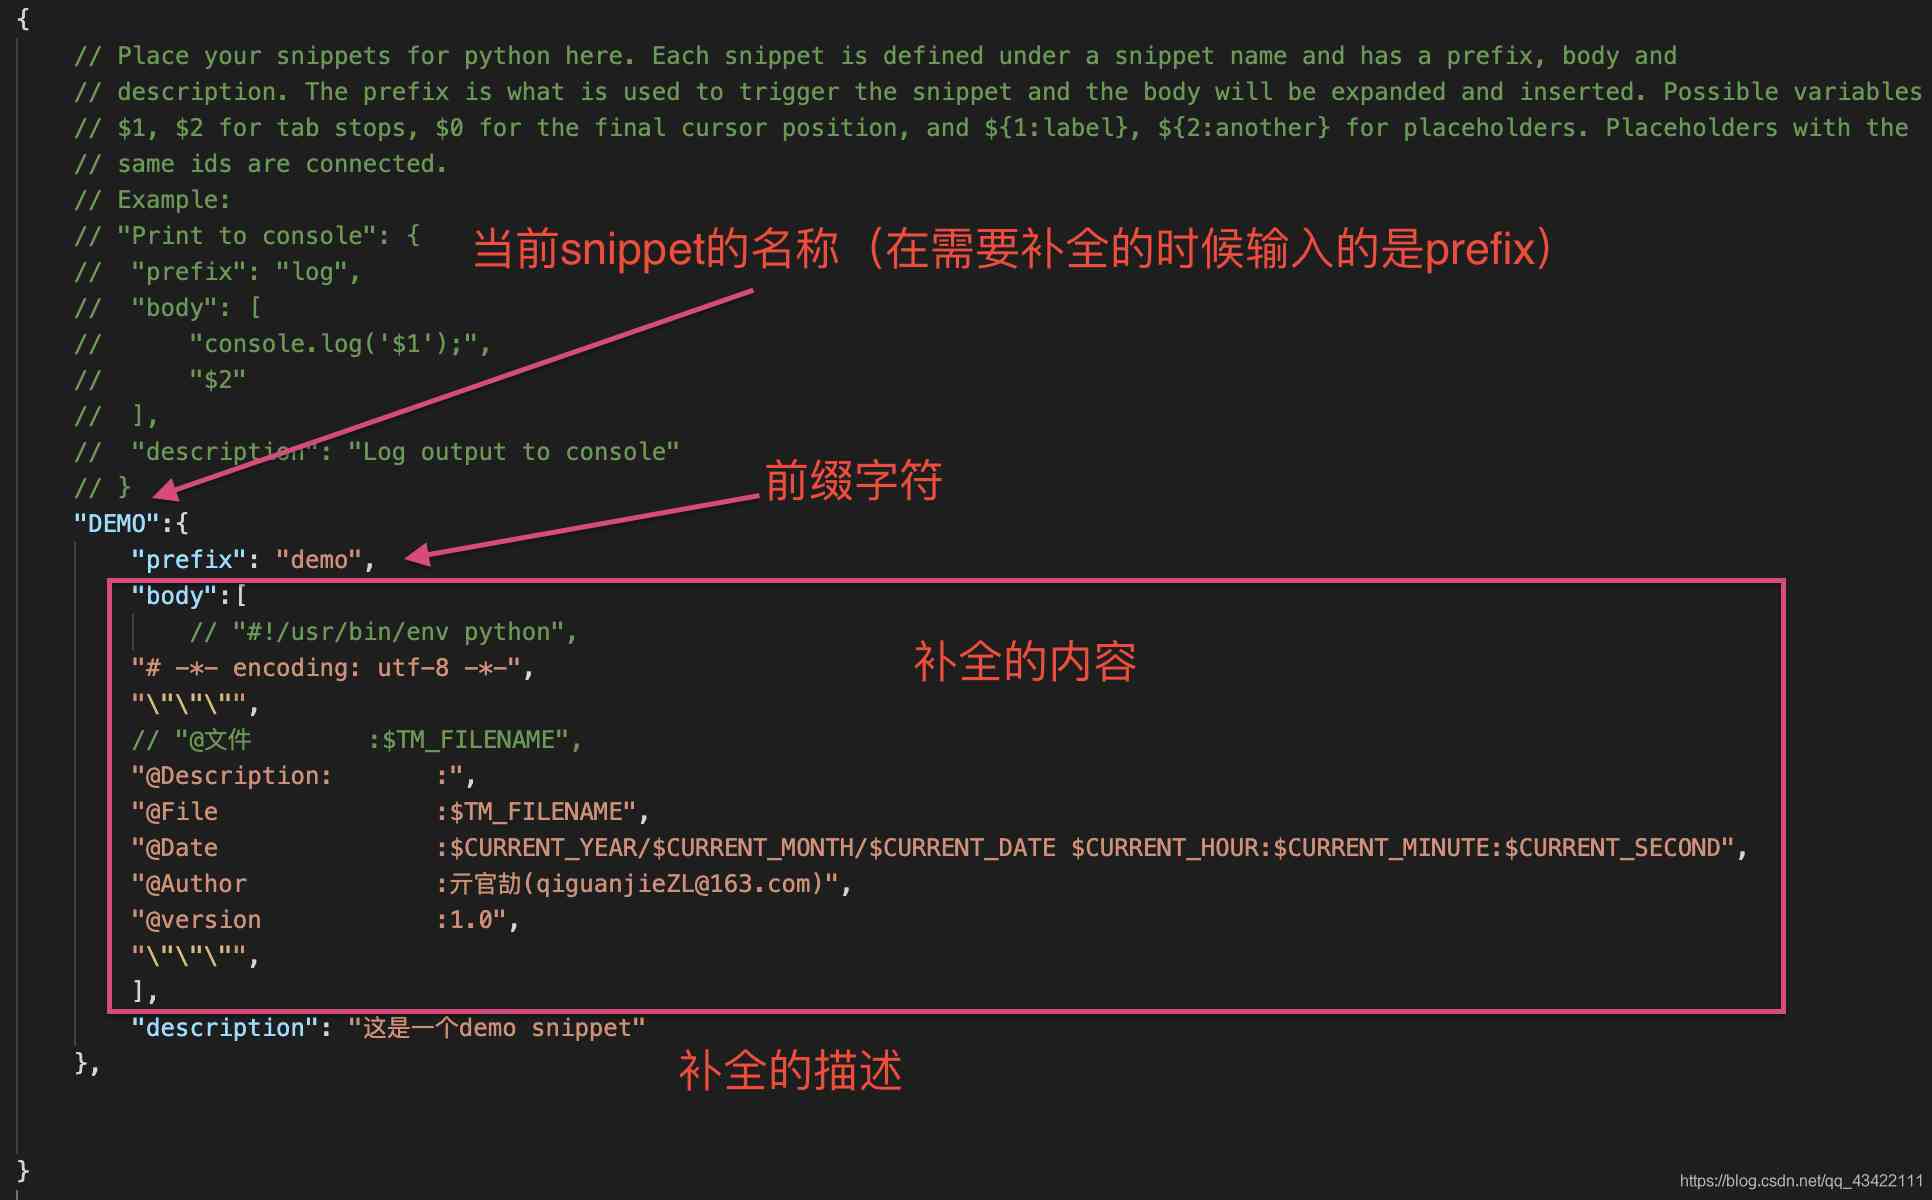 {
// Place your snippets for python here. Each snippet is defined under a snippet name and has a prefix, body and
// description. The prefix is what is used to trigger the snippet and the body will be expanded and inserted. Possible variables
// $1, $2 for tab stops, $0 for the final cursor position, and ${1:label}, ${2:another} for placeholders. Placeholders with the
// same ids are connected.
// Example:
// "Print to console": {
当前snippet的名称（在需要补全的时候输入的是prefix）
//  "prefix": "log",
//  "body": [
//      "console.log('$1');",
//      "$2"
//  ],
//  "description": "Log output to console"
前缀字符
// }
"DEMO":{
"prefix": "demo",
"body":[
// "#!/usr/bin/env python",
补全的内容
"# -*- encoding: utf-8 -*-",
"\"\"\"",
// "@文件        :$TM_FILENAME",
"@Description:       :",
"@File               :$TM_FILENAME",
"@Date               :$CURRENT_YEAR/$CURRENT_MONTH/$CURRENT_DATE $CURRENT_HOUR:$CURRENT_MINUTE:$CURRENT_SECOND",
"@Author             :亓官劼(qiguanjieZL@163.com)",
"@version            :1.0",
"\"\"\"",
],
"description": "这是一个demo snippet"
},
补全的描述
}
https://blog.csdn.net/qq_43422111